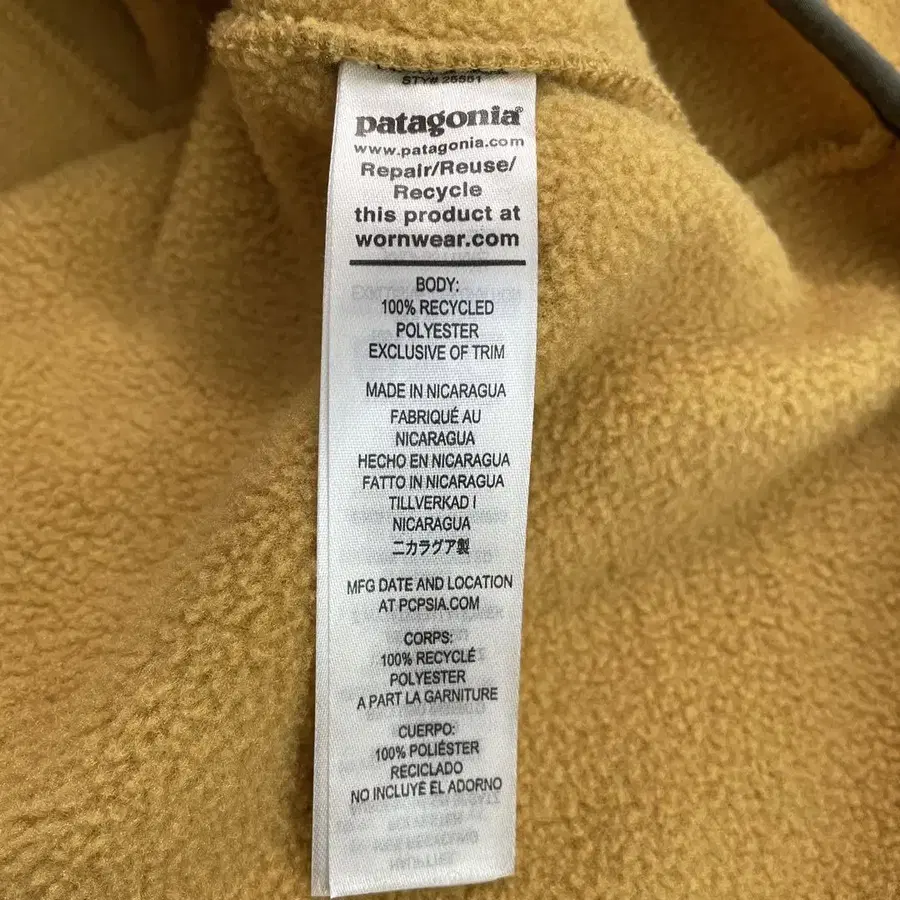 STY# 25551
patagonia®
www.patagonia.com
Repair/Reuse/
Recycle
this product at
wornwear.com
BODY:
100% RECYCLED
POLYESTER
EXCLUSIVE OF TRIM
MADE IN NICARAGUA
FABRIQUÉ AU
NICARAGUA
HECHO EN NICARAGUA
FATTO IN NICARAGUA
TILLVERKAD I
NICARAGUA
ニカラグア製
MFG DATE AND LOCATION
AT PCPSIA.COM
CORPS:
100% RECYCLÉ
POLYESTER
A PART LA GARNITURE
CUERPO:
100% POLIÉSTER
RECICLADO
NO INCLUYE EL ADORNO